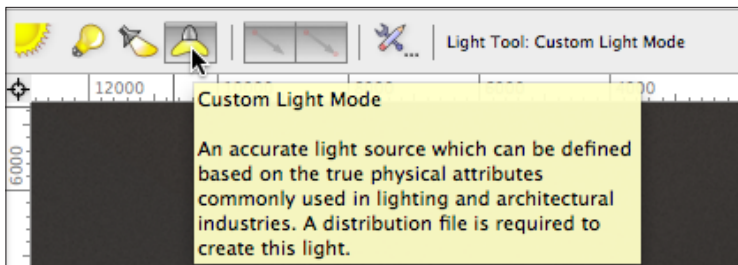 Light Tool: Custom Light Mode
12000
4000
6000
Custom Light Mode
An accurate light source which can be defined
based on the true physical attributes
commonly used in lighting and architectural
industries. A distribution file is required to
create this light.